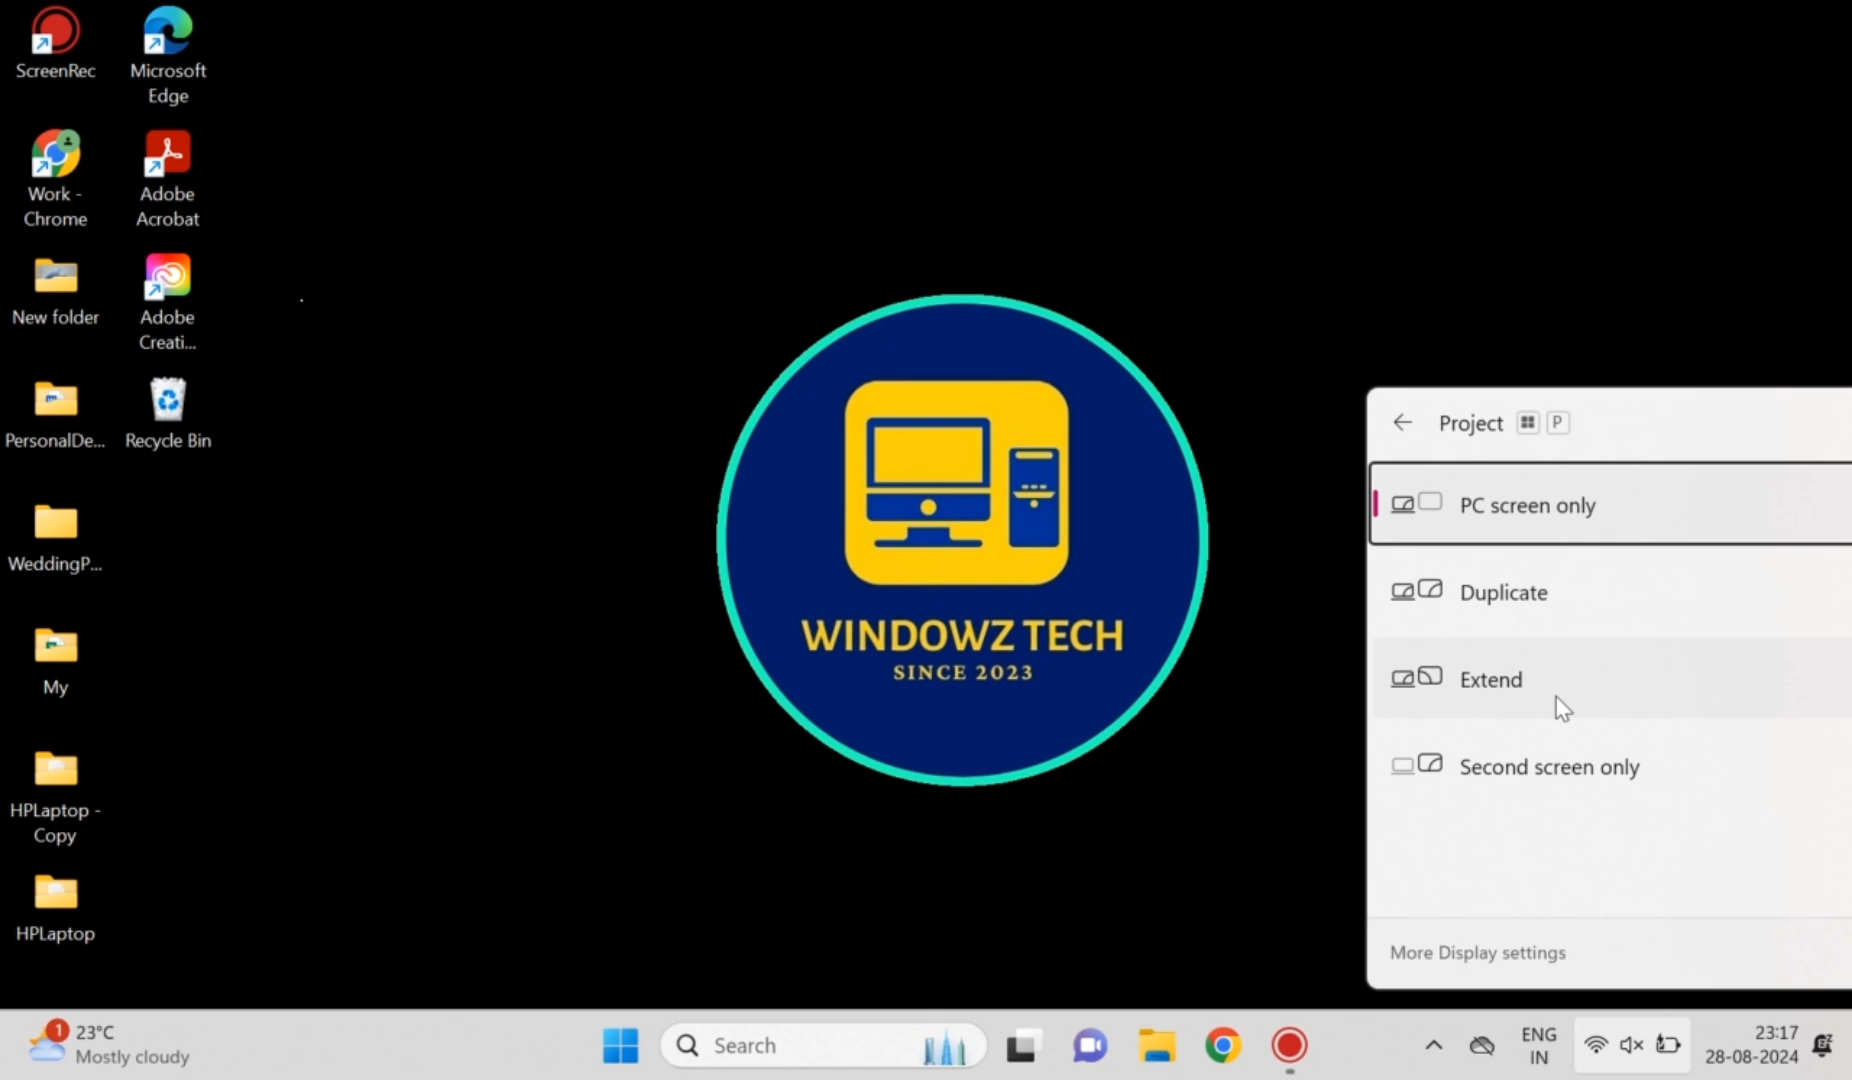 ScreenRec
Microsoft
Edge
Work -
Chrome
Adobe
Acrobat
New folder
Adobe
Creati...
PersonalDe...
Recycle Bin
WeddingP...
My
HPLaptop -
Copy
HPLaptop
WINDOWZ TECH
SINCE 2023
Project P
PC screen only
Duplicate
Extend
Second screen only
More Display settings
1
23°C
Mostly cloudy
Search
ENG
IN
23:17
28-08-2024